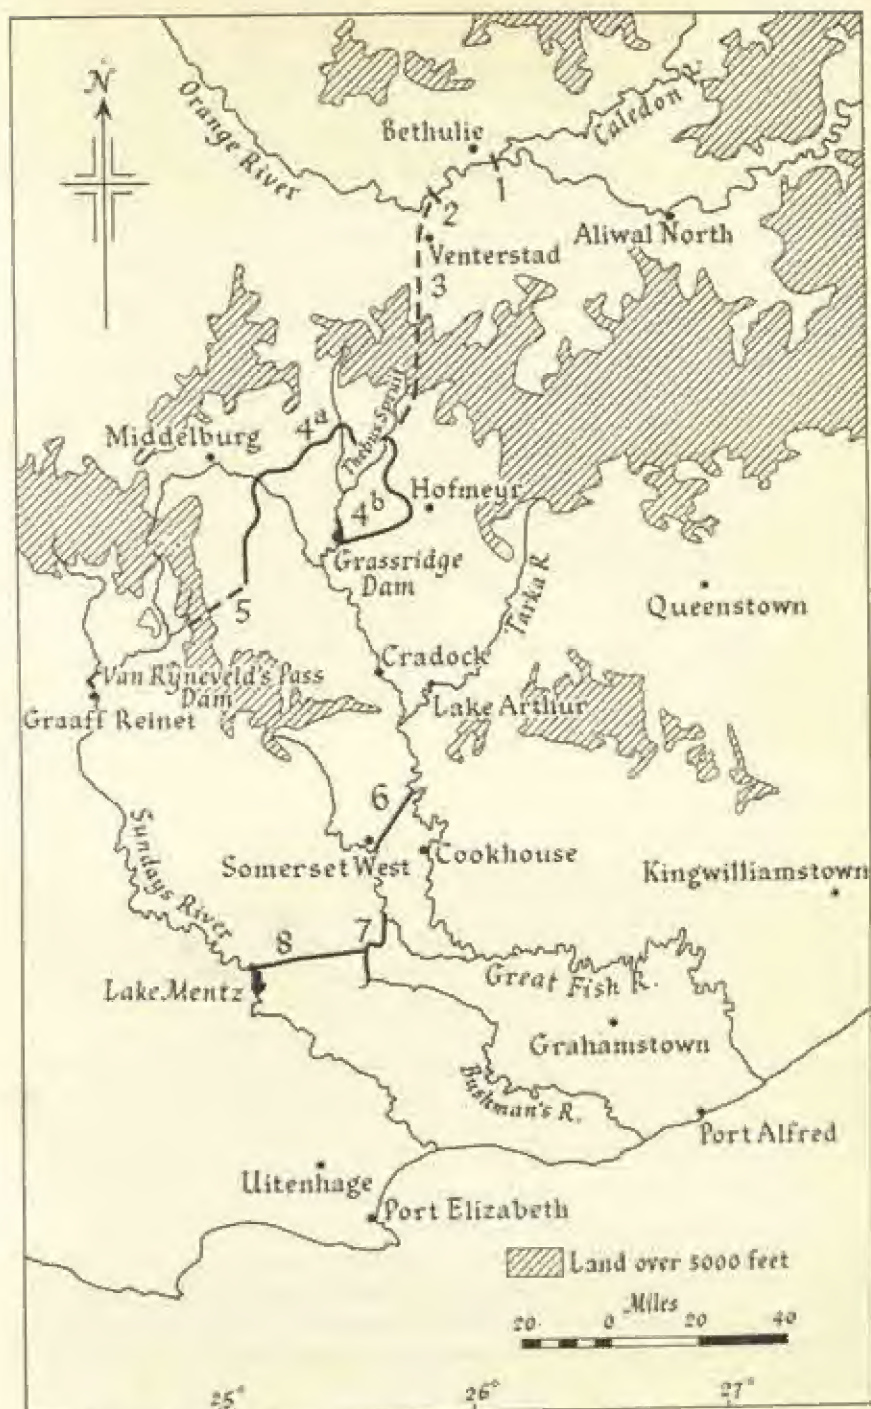 N
Orange River
Bethulie
Caledon R.
1
2
Aliwal North
Venterstad
3
Middelburg
4a
Thebus Spruit
4b
Hofmeyr
Grassridge
Dam
5
Tarka R.
Queenstown
Cradock
Van Rijneveld's Pass
Dam
Lake Arthur
Graaff Reinet
Sundays River
6
Somerset West
Cookhouse
Kingwilliamstown
7
8
Great Fish R.
Lake Mentz
Grahamstown
Bushman's R.
Port Alfred
Uitenhage
Port Elizabeth
Land over 5000 feet
Miles
20 0 20 40
25° 26° 27°